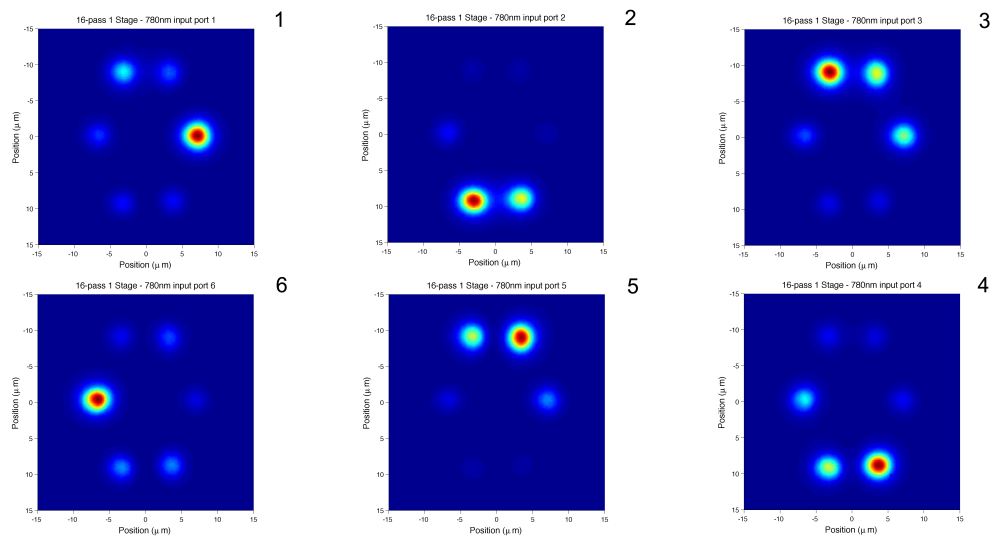 1
16-pass 1 Stage - 780nm input port 1
-15
-10
-5
0
5
10
15
Position (μ m)
-15 -10 -5 0 5 10 15
Position (μ m)
2
16-pass 1 Stage - 780nm input port 2
-15
-10
-5
0
5
10
15
Position (μ m)
-15 -10 -5 0 5 10 15
Position (μ m)
3
16-pass 1 Stage - 780nm input port 3
-15
-10
-5
0
5
10
15
Position (μ m)
-15 -10 -5 0 5 10 15
Position (μ m)
6
16-pass 1 Stage - 780nm input port 6
-15
-10
-5
0
5
10
15
Position (μ m)
-15 -10 -5 0 5 10 15
Position (μ m)
5
16-pass 1 Stage - 780nm input port 5
-15
-10
-5
0
5
10
15
Position (μ m)
-15 -10 -5 0 5 10 15
Position (μ m)
4
16-pass 1 Stage - 780nm input port 4
-15
-10
-5
0
5
10
15
Position (μ m)
-15 -10 -5 0 5 10 15
Position (μ m)